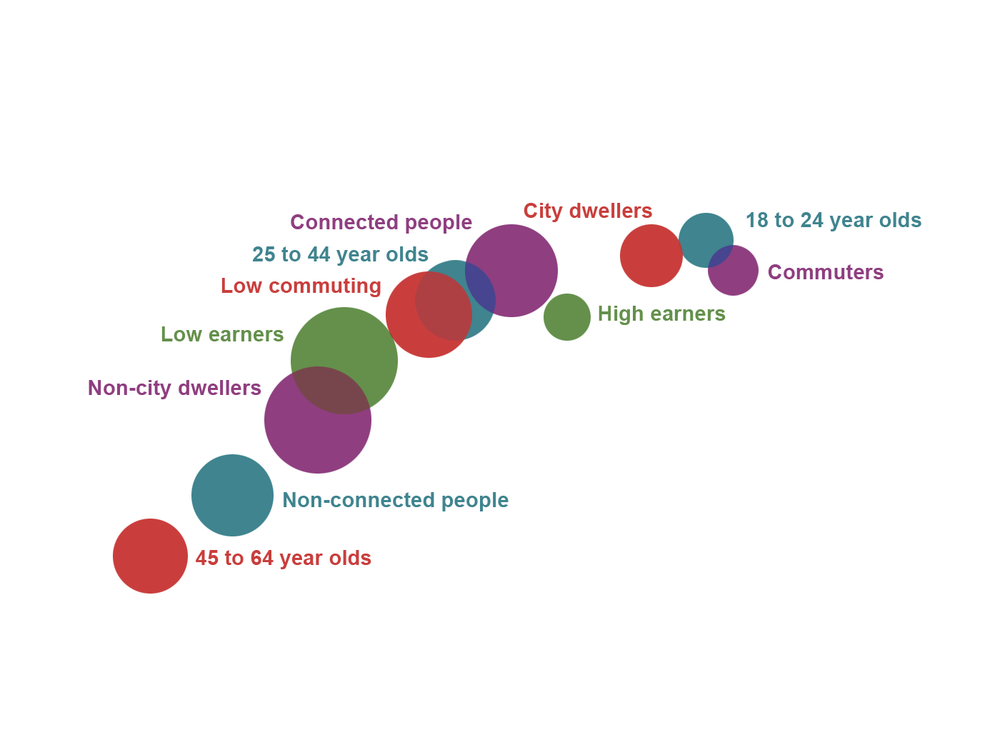 City dwellers
18 to 24 year olds
Connected people
25 to 44 year olds
Commuters
Low commuting
High earners
Low earners
Non-city dwellers
Non-connected people
45 to 64 year olds